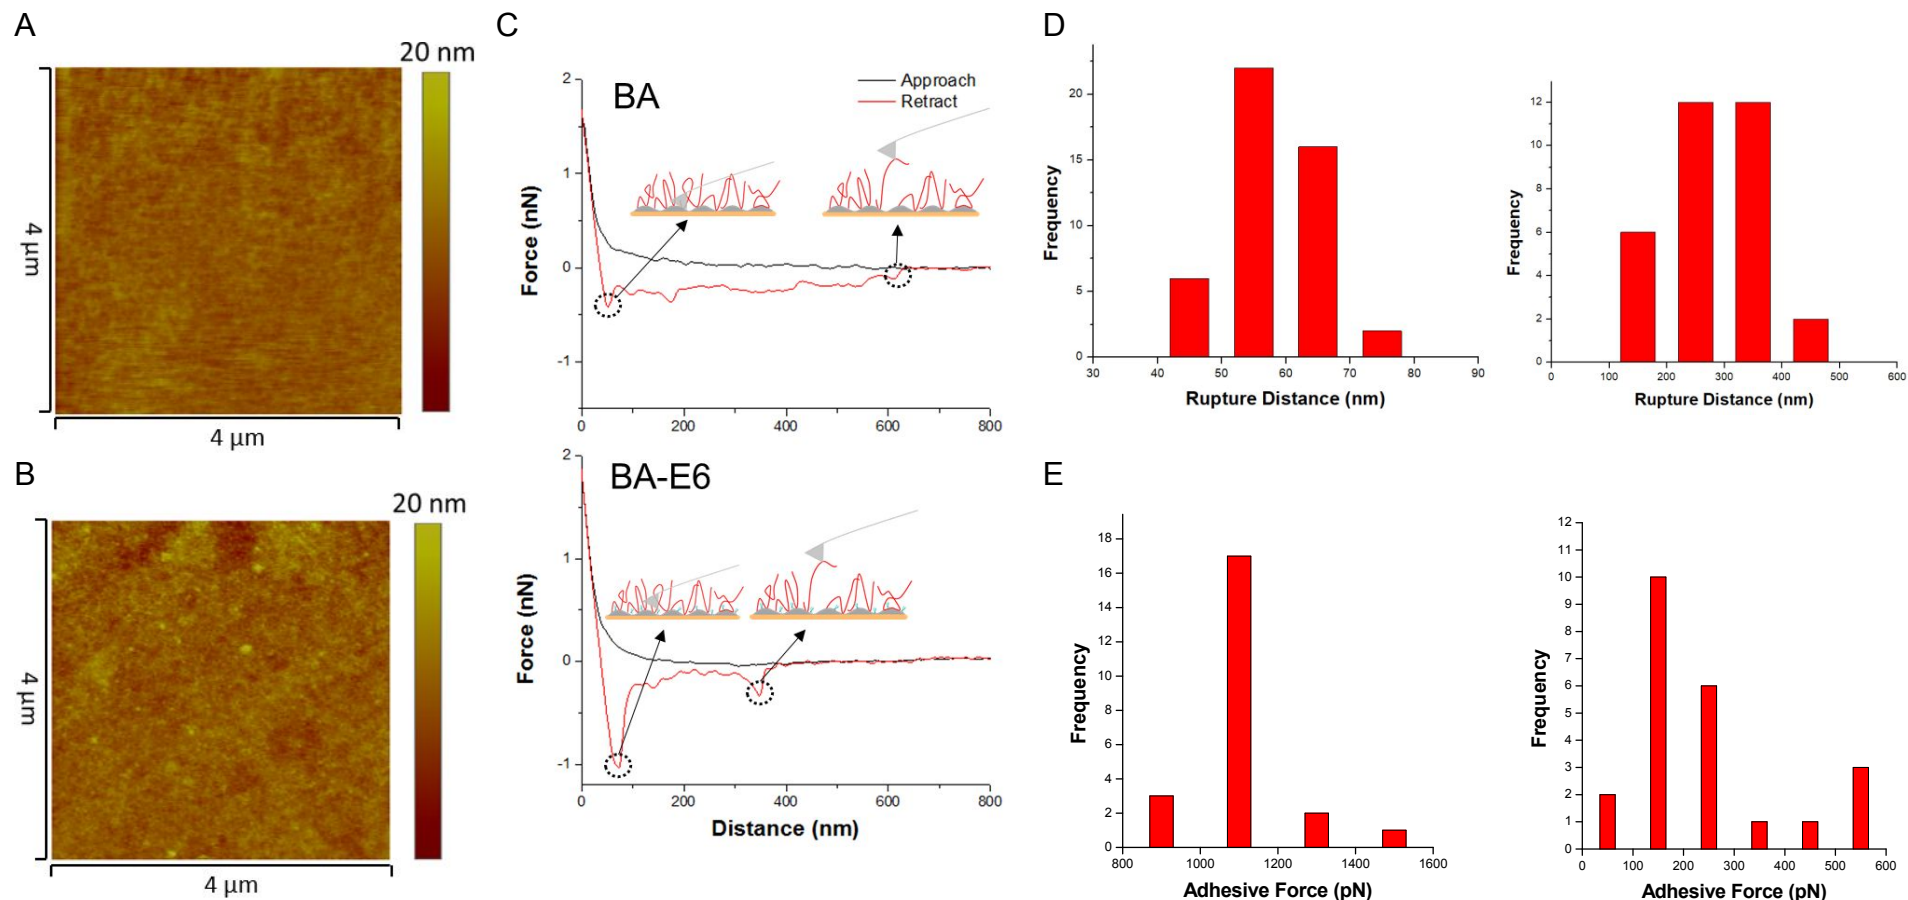 A
20 nm
4 µm
4 µm
B
20 nm
4 µm
4 µm
C
BA
Approach
Retract
2
1
0
-1
Force (nN)
0 200 400 600 800
BA-E6
2
1
0
-1
Force (nN)
0 200 400 600 800
Distance (nm)
D
20
15
10
5
0
Frequency
30 40 50 60 70 80 90
Rupture Distance (nm)
12
10
8
6
4
2
0
Frequency
0 100 200 300 400 500 600
Rupture Distance (nm)
E
18
16
14
12
10
8
6
4
2
0
Frequency
800 1000 1200 1400 1600
Adhesive Force (pN)
12
11
10
9
8
7
6
5
4
3
2
1
0
Frequency
0 100 200 300 400 500 600
Adhesive Force (pN)